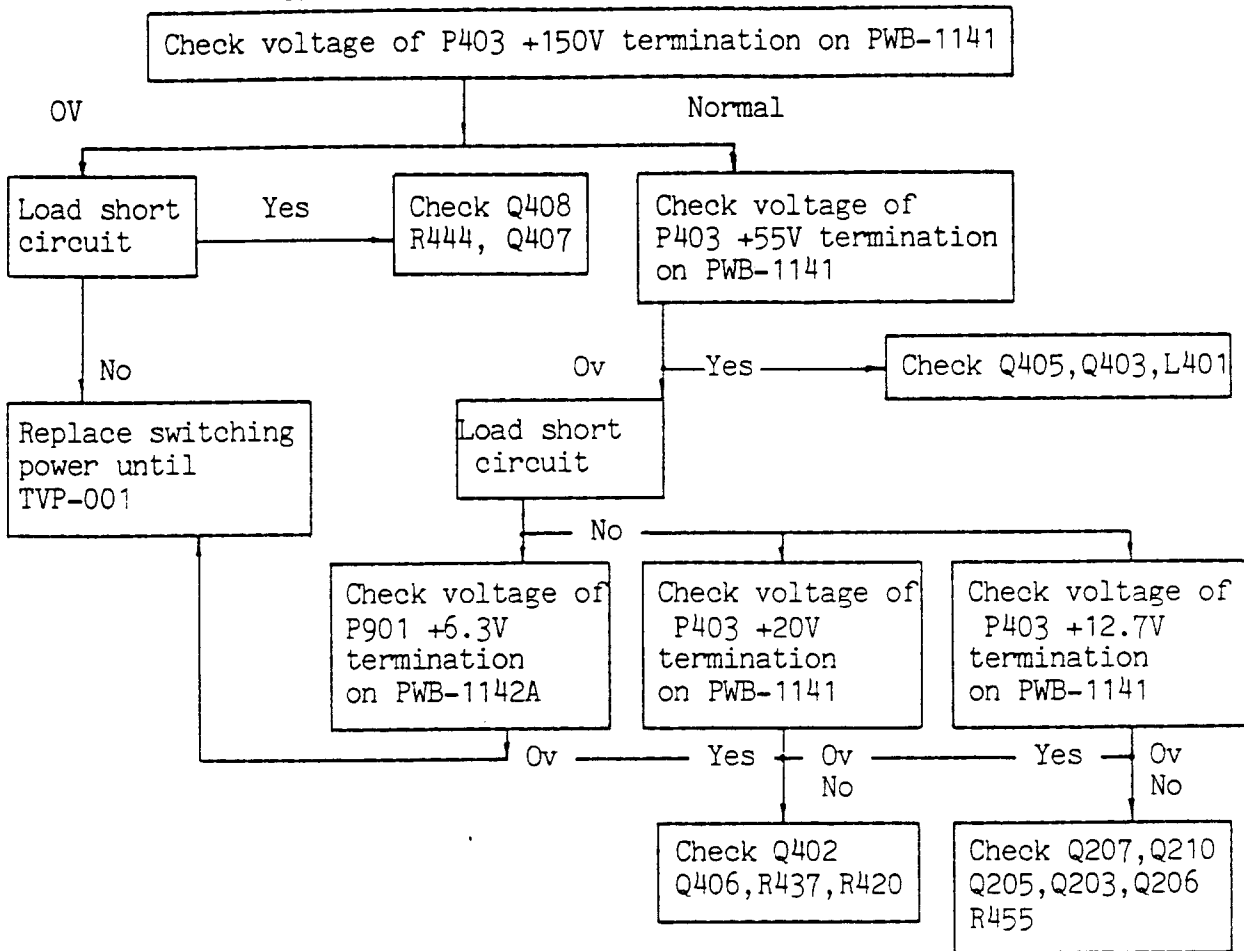 Check voltage of P403 +150V termination on PWB-1141
OV
Normal
Load short
circuit
Yes
Check Q408
R444, Q407
Check voltage of
P403 +55V termination
on PWB-1141
No
Ov
Yes
Check Q405,Q403,L401
Replace switching
power until
TVP-001
Load short
circuit
No
Check voltage of
P901 +6.3V
termination
on PWB-1142A
Check voltage of
P403 +20V
termination
on PWB-1141
Check voltage of
P403 +12.7V
termination
on PWB-1141
Ov
Yes
Ov
No
Yes
Ov
No
Check Q402
Q406,R437,R420
Check Q207,Q210
Q205,Q203,Q206
R455